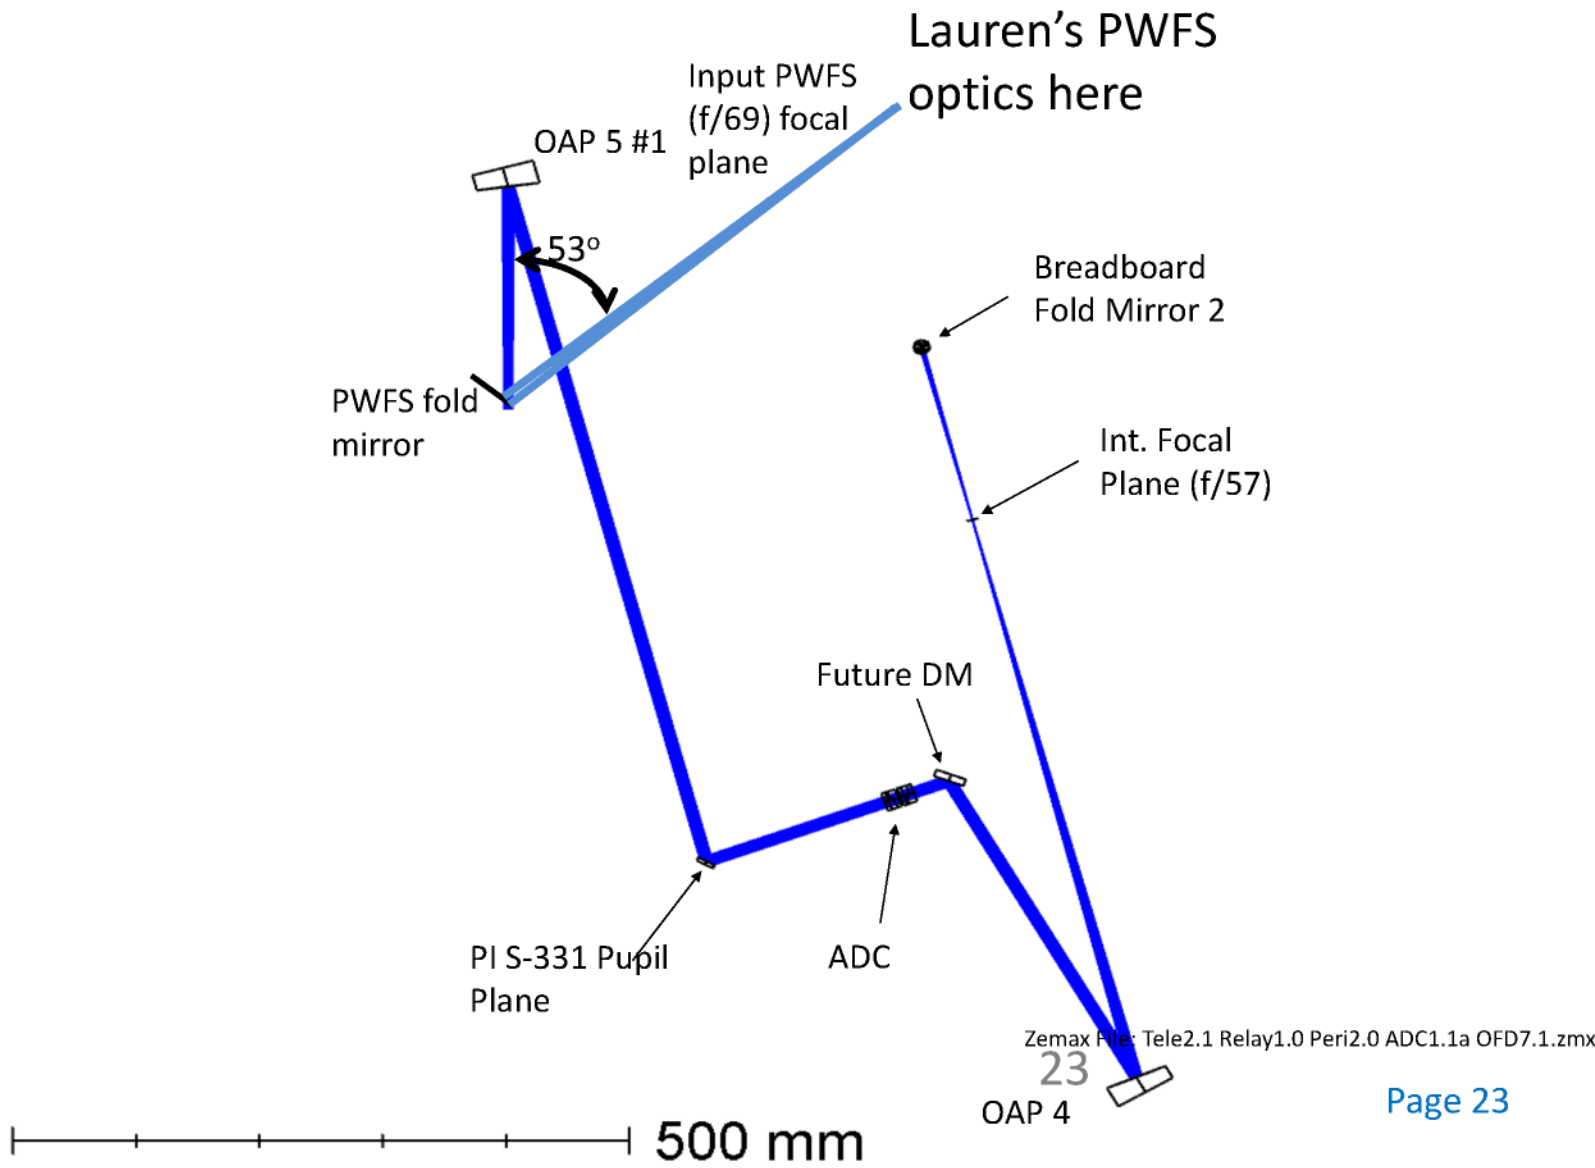 Lauren’s PWFS
optics here
Input PWFS
(f/69) focal
plane
OAP 5 #1
53º
Breadboard
Fold Mirror 2
PWFS fold
mirror
Int. Focal
Plane (f/57)
Future DM
PI S-331 Pupil
Plane
ADC
Zemax File: Tele2.1 Relay1.0 Peri2.0 ADC1.1a OFD7.1.zmx
23
OAP 4
Page 23
500 mm